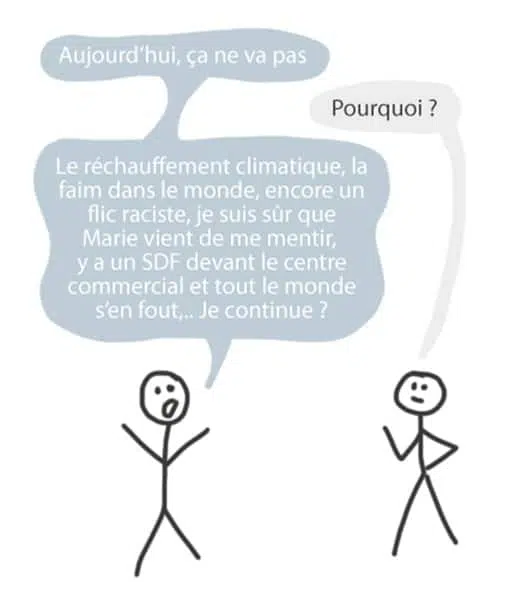 Aujourd'hui, ça ne va pas
Pourquoi ?
Le réchauffement climatique, la
faim dans le monde, encore un
flic raciste, je suis sûr que
Marie vient de me mentir,
y a un SDF devant le centre
commercial et tout le monde
s'en fout,.. Je continue ?